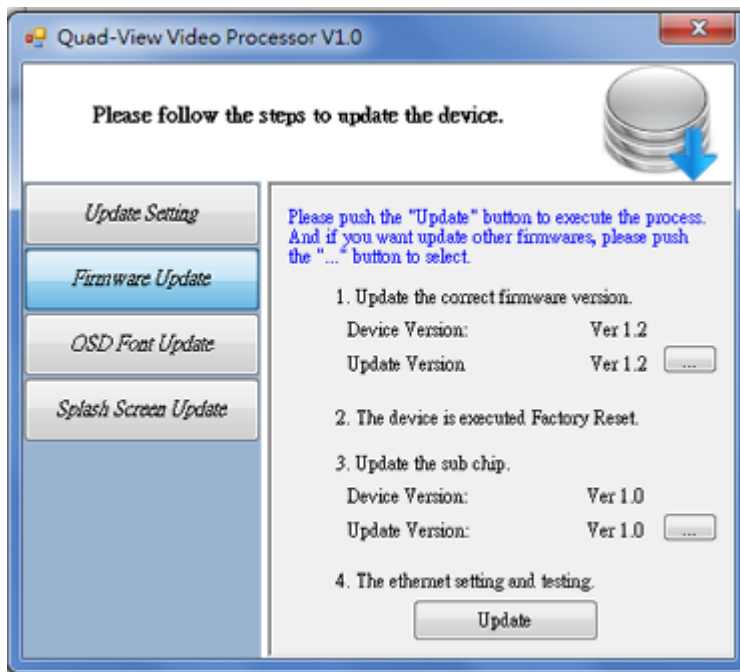 Quad-View Video Processor V1.0
Please follow the steps to update the device.
Update Setting
Firmware Update
OSD Font Update
Splash Screen Update
Please push the "Update" button to execute the process.
And if you want update other firmwares, please push
the "..." button to select.
1. Update the correct firmware version.
Device Version: Ver 1.2
Update Version Ver 1.2 ...
2. The device is executed Factory Reset.
3. Update the sub chip.
Device Version: Ver 1.0
Update Version: Ver 1.0 ...
4. The ethernet setting and testing.
Update